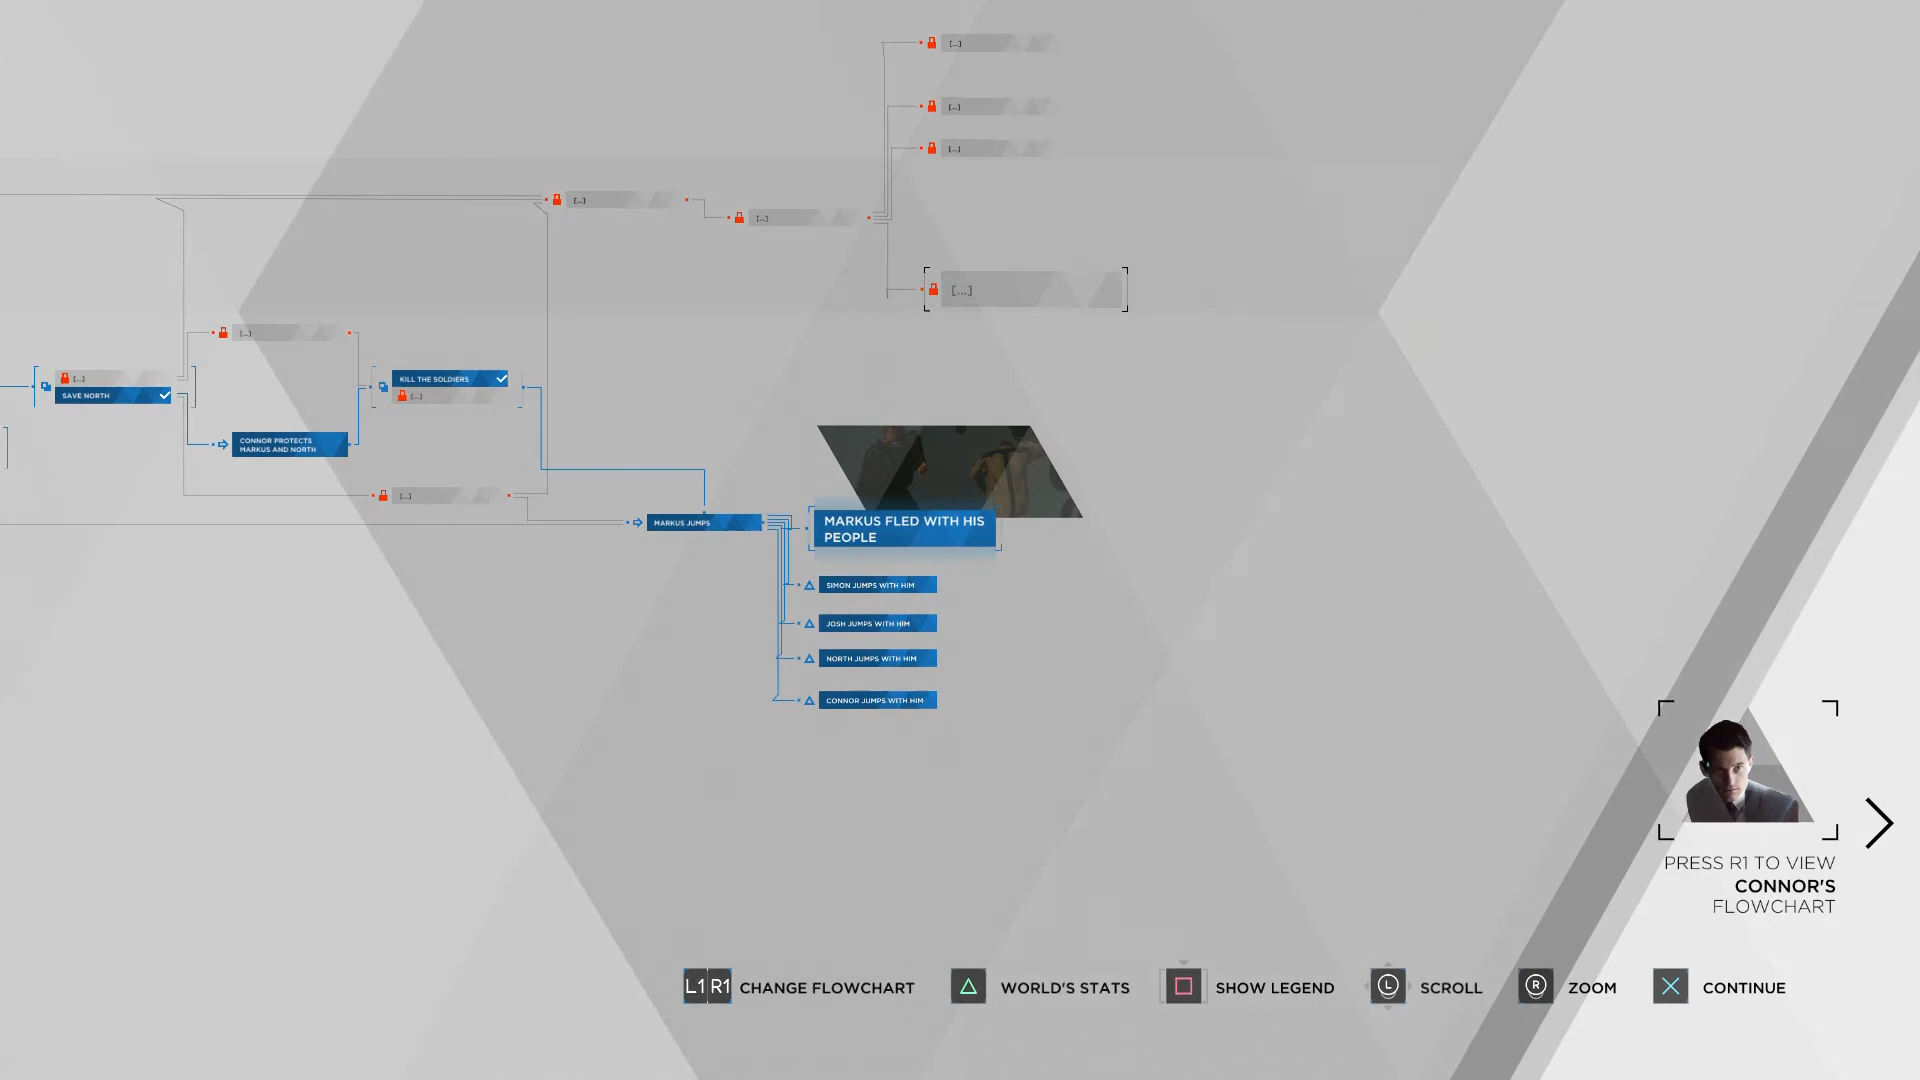 [...]
[...]
[...]
[...]
[...]
[...]
[...]
[...]
SAVE NORTH
KILL THE SOLDIERS
[...]
CONNOR PROTECTS
MARKUS AND NORTH
[...]
MARKUS JUMPS
MARKUS FLED WITH HIS
PEOPLE
SIMON JUMPS WITH HIM
JOSH JUMPS WITH HIM
NORTH JUMPS WITH HIM
CONNOR JUMPS WITH HIM
PRESS R1 TO VIEW
CONNOR'S
FLOWCHART
L1 R1 CHANGE FLOWCHART
WORLD'S STATS
SHOW LEGEND
L SCROLL
R ZOOM
CONTINUE